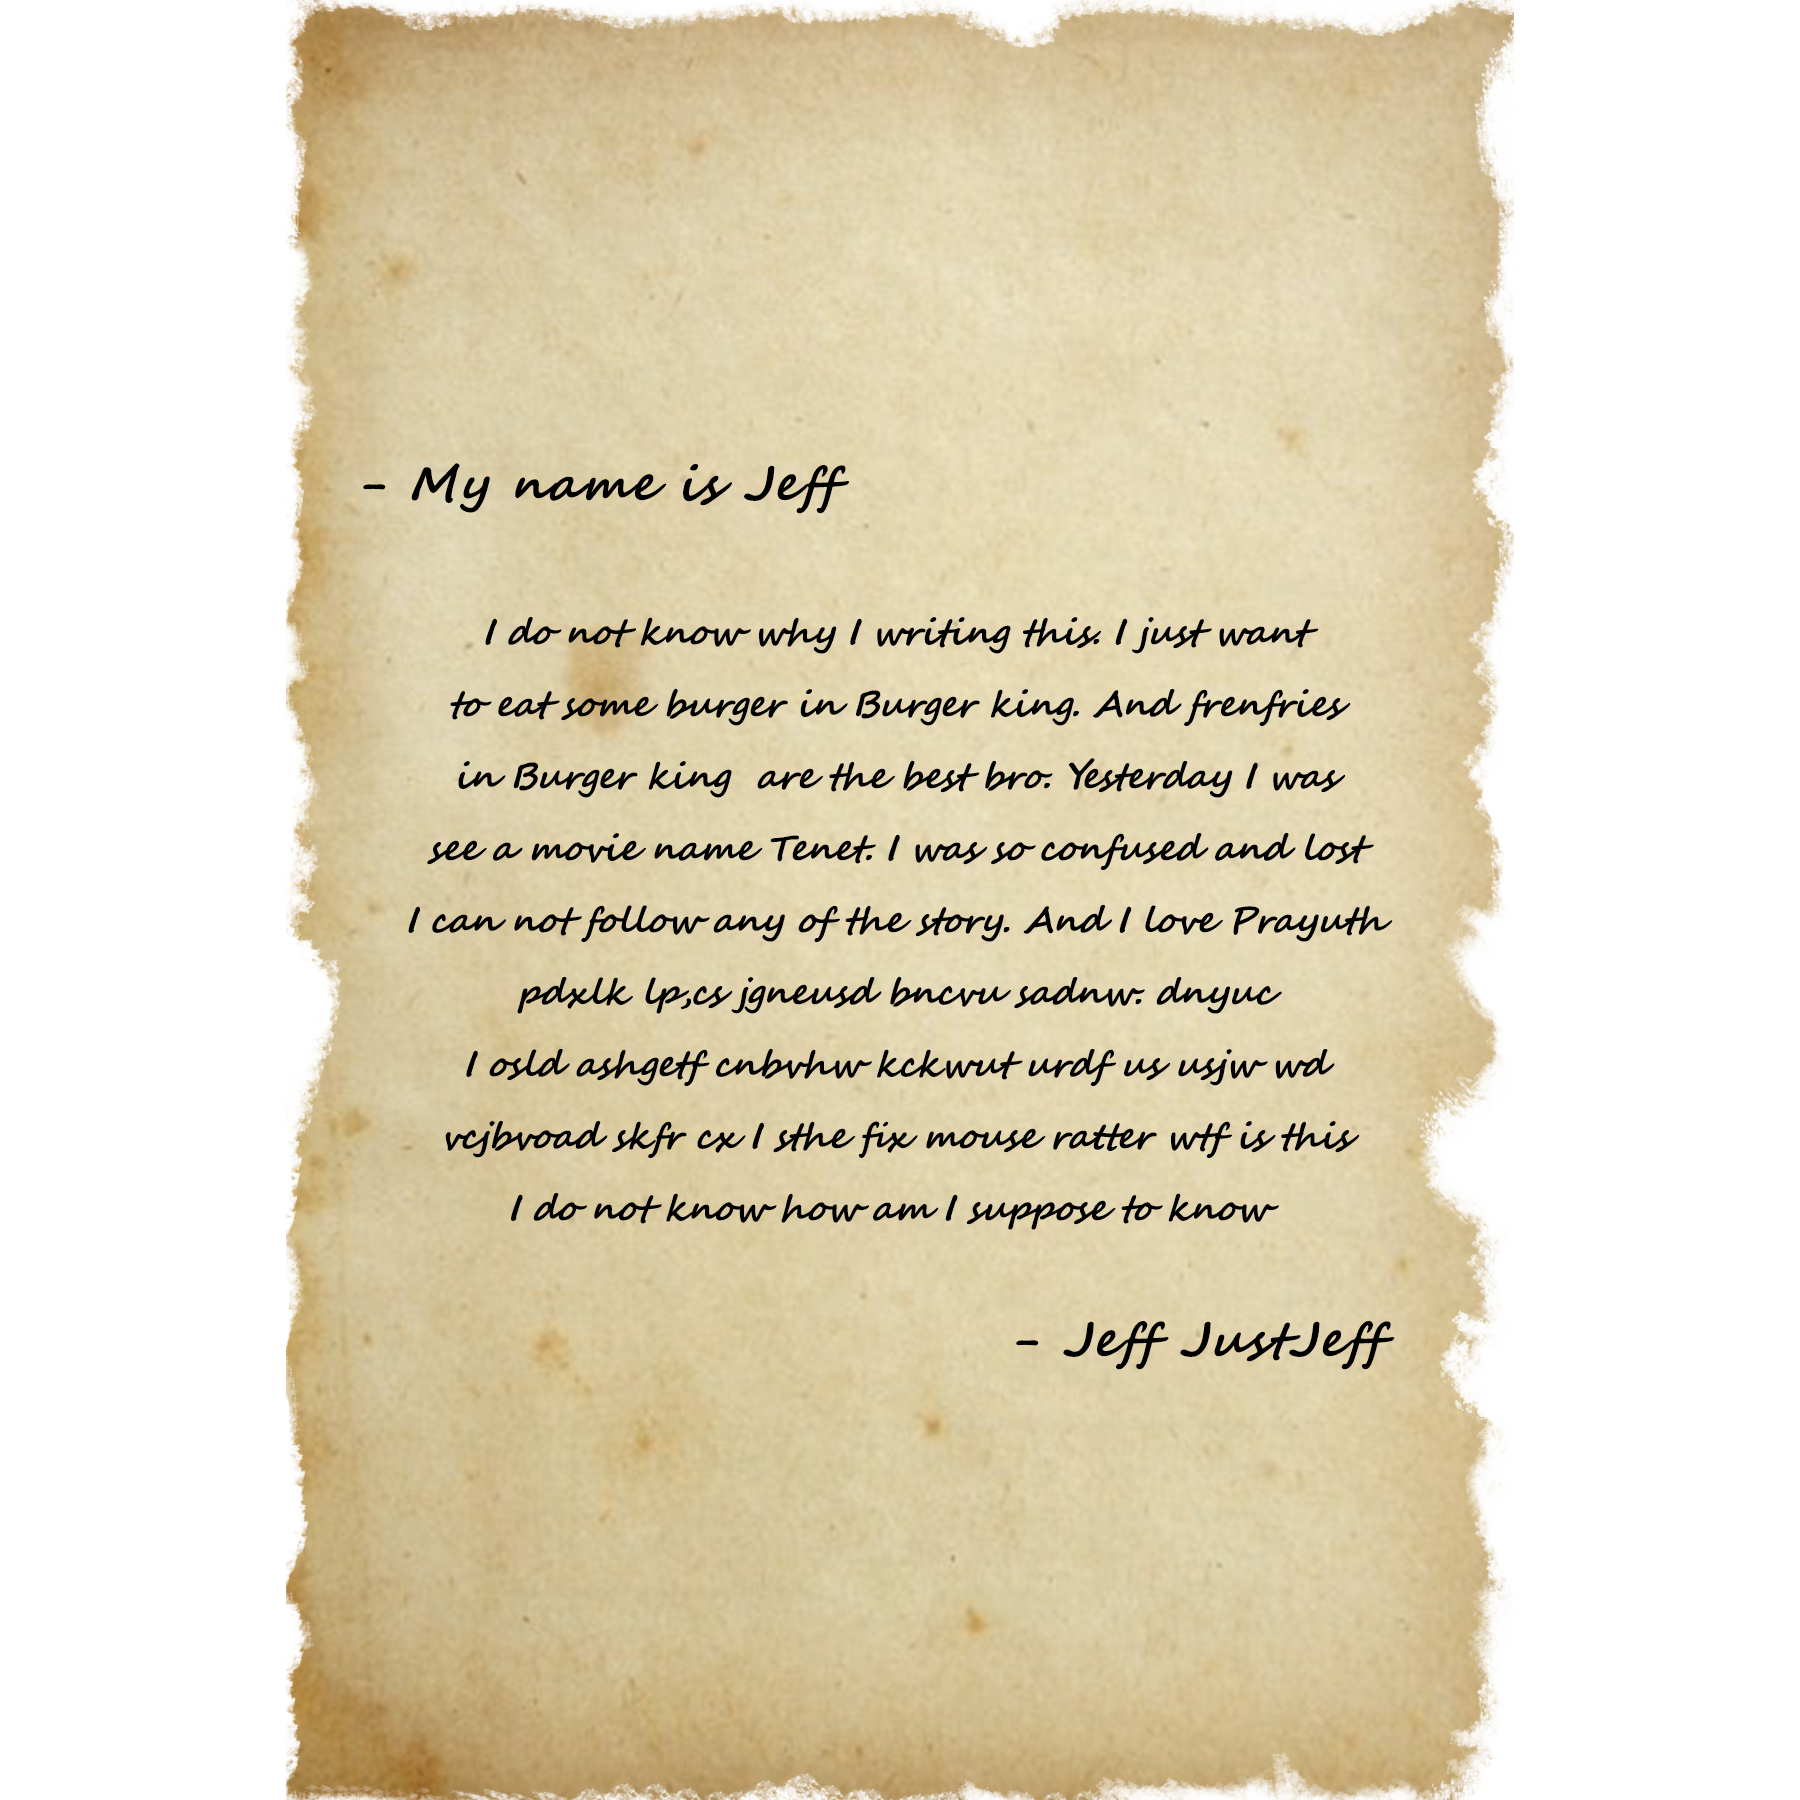 - My name is Jeff
I do not know why I writing this. I just want
to eat some burger in Burger king. And frenfries
in Burger king  are the best bro. Yesterday I was
see a movie name Tenet. I was so confused and lost
I can not follow any of the story. And I love Prayuth
pdxlk lp,cs jgneusd bncvu sadnw. dnyuc
I osld ashgetf cnbvhw kckwut urdf us usjw wd
vcjbvoad skfr cx I sthe fix mouse ratter wtf is this
I do not know how am I suppose to know
- Jeff JustJeff